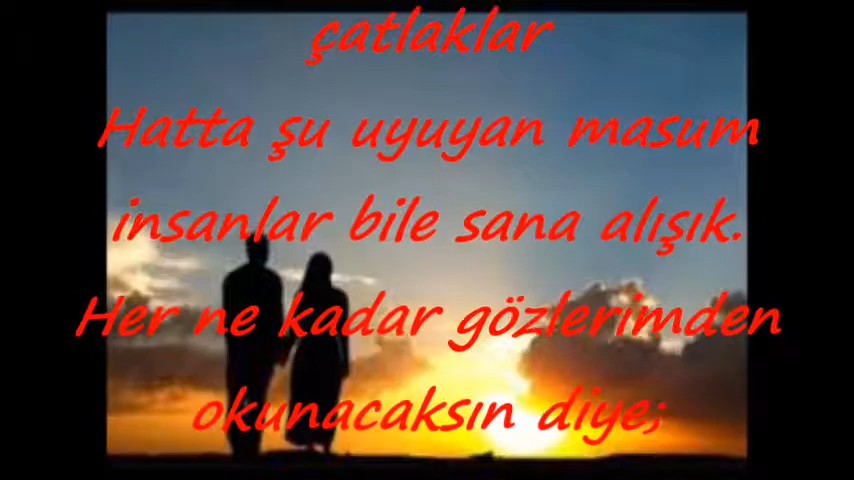 çatlaklar
Hatta şu uyuyan masum
insanlar bile sana alışık.
Her ne kadar gözlerimden
okunacaksın diye;